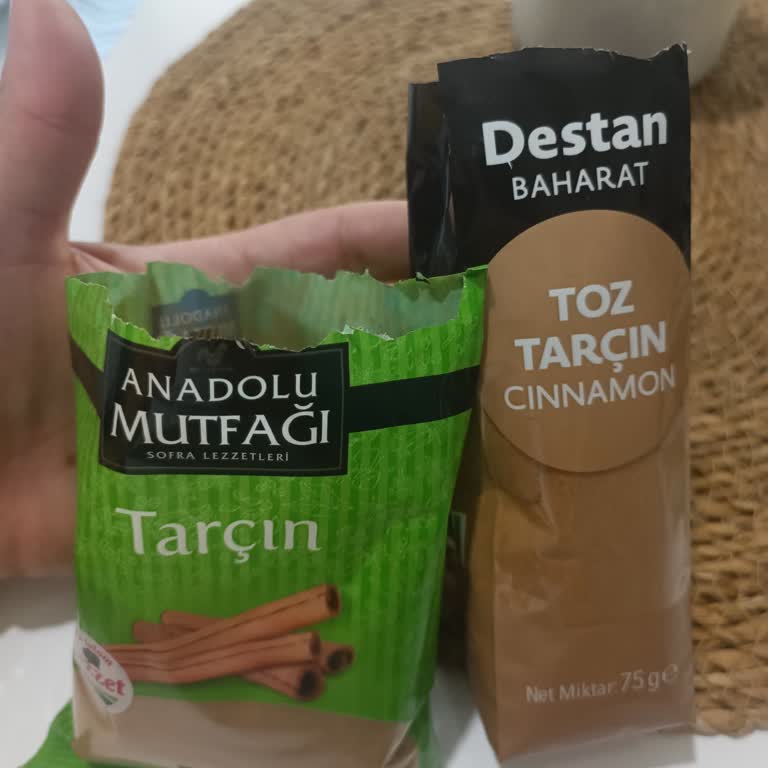 ANADOLU
MUTFAĞI
SOFRA LEZZETLERİ
Tarçın
Destan
BAHARAT
TOZ
TARÇIN
CINNAMON
Net Miktar: 75 g e